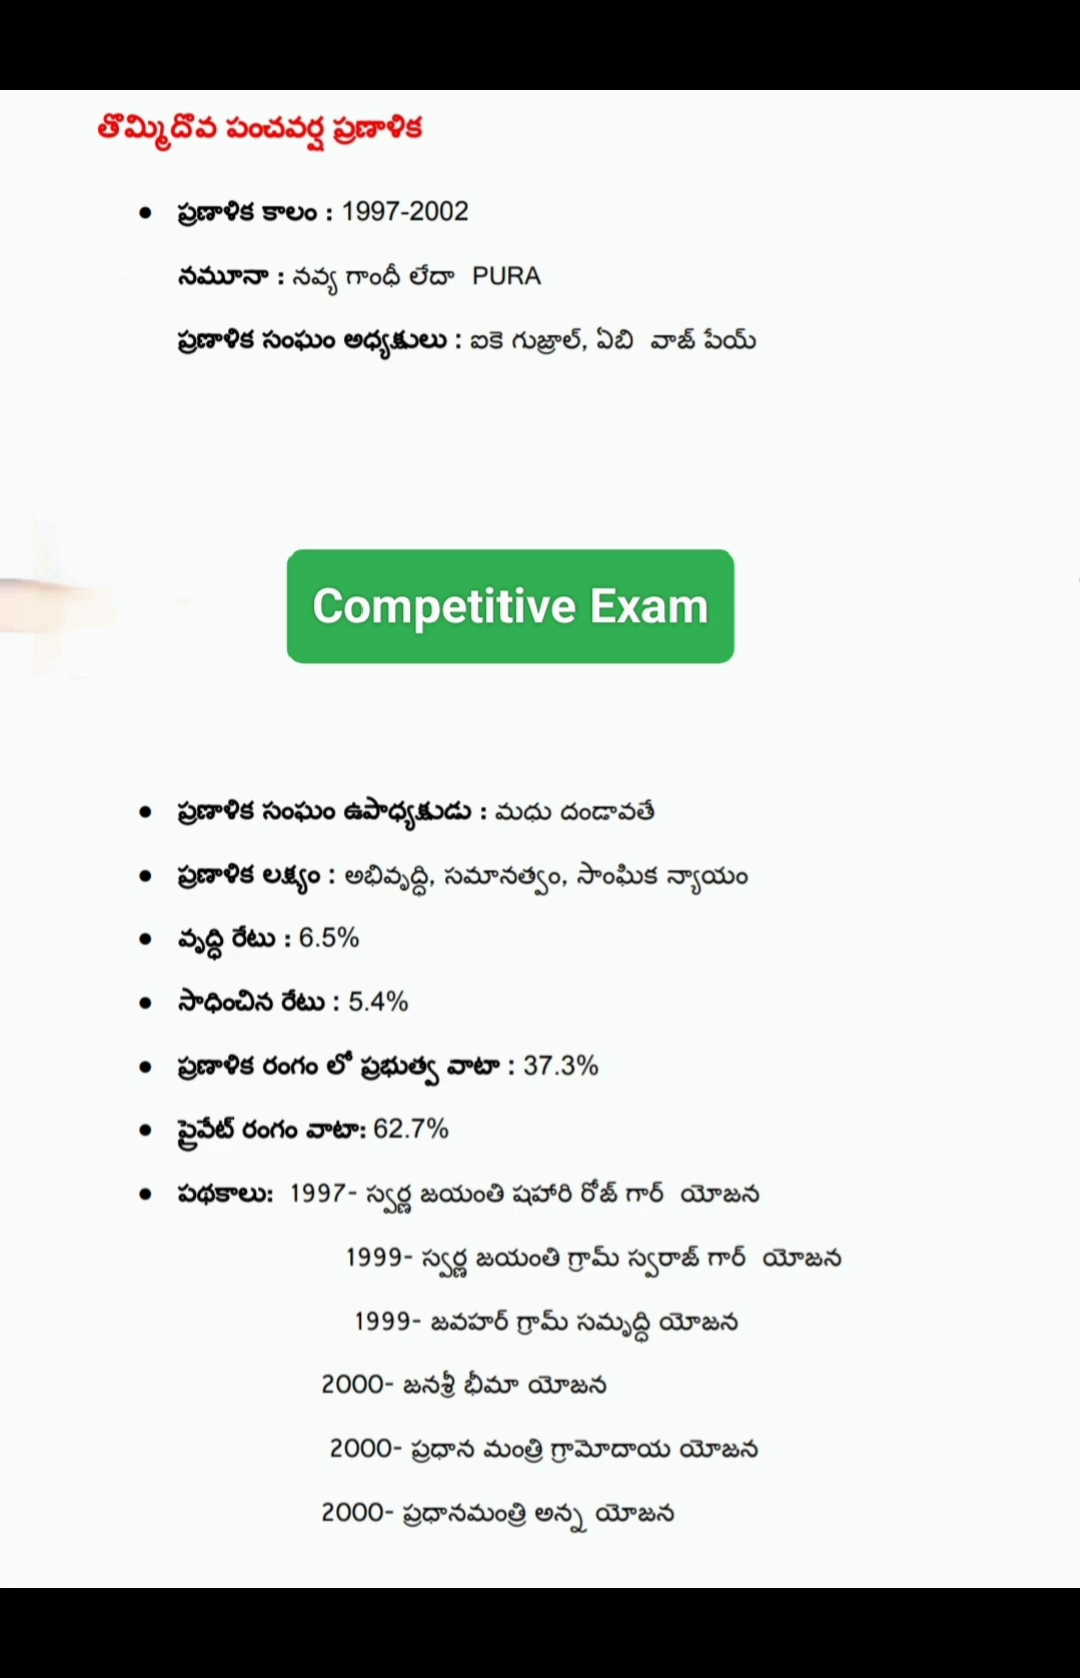 తొమ్మిదొవ పంచవర్ష ప్రణాళిక
● ప్రణాళిక కాలం : 1997-2002
నమూనా : నవ్య గాంధీ లేదా PURA
ప్రణాళిక సంఘం అధ్యక్షులు : ఐకె గుజ్రాల్, ఏబి వాజ్ పేయ్
Competitive Exam
● ప్రణాళిక సంఘం ఉపాధ్యక్షుడు : మధు దండావతే
● ప్రణాళిక లక్ష్యం : అభివృద్ధి, సమానత్వం, సాంఘిక న్యాయం
● వృద్ధి రేటు : 6.5%
● సాధించిన రేటు : 5.4%
● ప్రణాళిక రంగం లో ప్రభుత్వ వాటా : 37.3%
● ప్రైవేట్ రంగం వాటా: 62.7%
● పథకాలు: 1997- స్వర్ణ జయంతి షహారి రోజ్ గార్ యోజన
1999- స్వర్ణ జయంతి గ్రామ్ స్వరాజ్ గార్ యోజన
1999- జవహర్ గ్రామ్ సమృద్ధి యోజన
2000- జనశ్రీ భీమా యోజన
2000- ప్రధాన మంత్రి గ్రామోదాయ యోజన
2000- ప్రధానమంత్రి అన్న యోజన